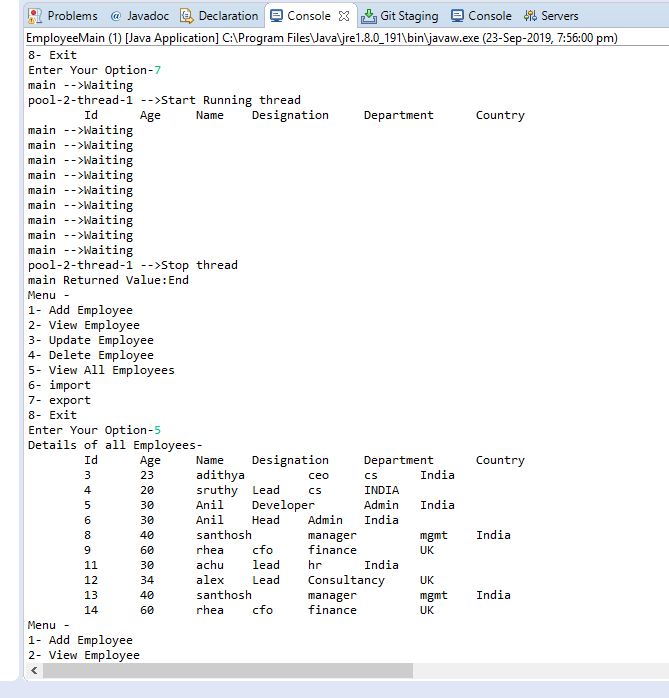 Problems @ Javadoc Declaration Console Git Staging Console Servers
EmployeeMain (1) [Java Application] C:\Program Files\Java\jre1.8.0_191\bin\javaw.exe (23-Sep-2019, 7:56:00 pm)
8- Exit
Enter Your Option-7
main -->Waiting
pool-2-thread-1 -->Start Running thread
Id Age Name Designation Department Country
main -->Waiting
main -->Waiting
main -->Waiting
main -->Waiting
main -->Waiting
main -->Waiting
main -->Waiting
main -->Waiting
main -->Waiting
pool-2-thread-1 -->Stop thread
main Returned Value:End
Menu -
1- Add Employee
2- View Employee
3- Update Employee
4- Delete Employee
5- View All Employees
6- import
7- export
8- Exit
Enter Your Option-5
Details of all Employees-
Id Age Name Designation Department Country
3 23 adithya ceo cs India
4 20 sruthy Lead cs INDIA
5 30 Anil Developer Admin India
6 30 Anil Head Admin India
8 40 santhosh manager mgmt India
9 60 rhea cfo finance UK
11 30 achu lead hr India
12 34 alex Lead Consultancy UK
13 40 santhosh manager mgmt India
14 60 rhea cfo finance UK
Menu -
1- Add Employee
2- View Employee